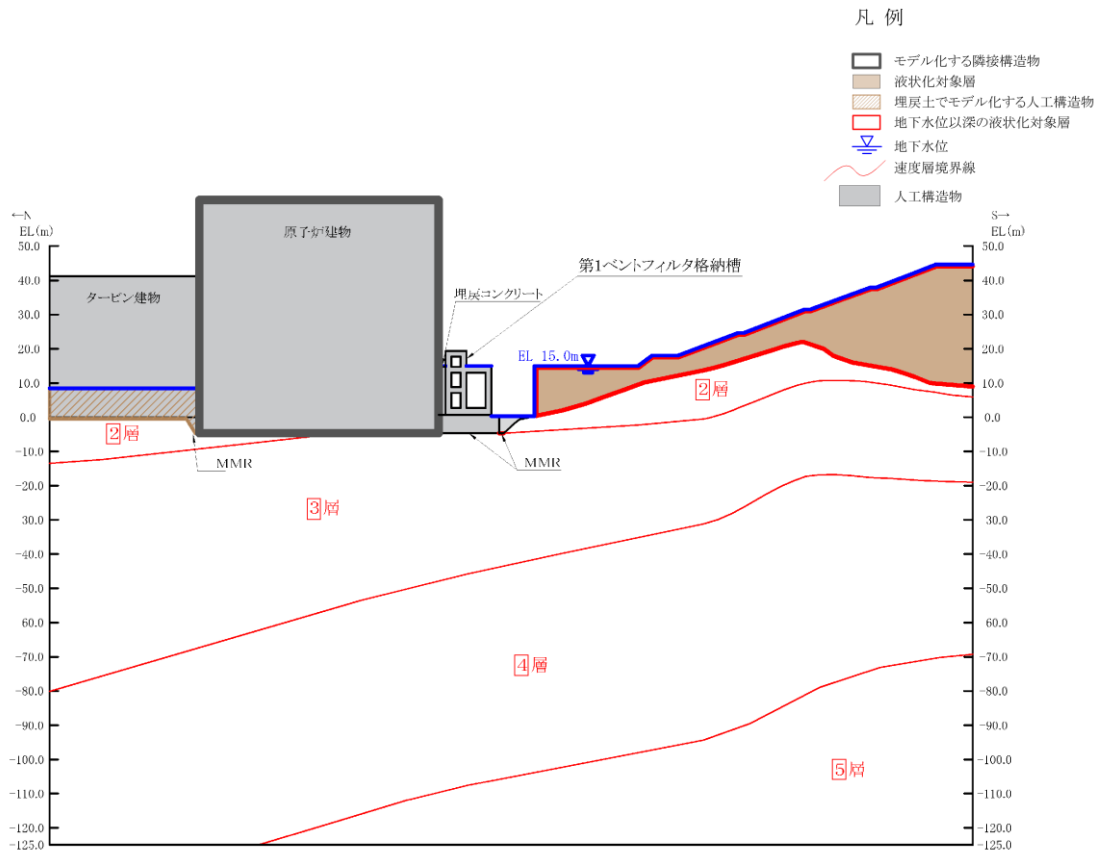 凡 例
モデル化する隣接構造物
液状化対象層
埋戻土でモデル化する人工構造物
地下水位以深の液状化対象層
地下水位
速度層境界線
人工構造物
←N
EL(m)
S→
EL(m)
原子炉建物
タービン建物
第1ベントフィルタ格納槽
埋戻コンクリート
EL 15.0m
2層
2層
MMR
MMR
3層
4層
5層
50.0
40.0
30.0
20.0
10.0
0.0
-10.0
-20.0
30.0
-40.0
-50.0
-60.0
-70.0
-80.0
-90.0
-100.0
-110.0
-120.0
-125.0
50.0
40.0
30.0
20.0
10.0
0.0
-10.0
-20.0
30.0
-40.0
-50.0
-60.0
-70.0
-80.0
-90.0
-100.0
-110.0
-120.0
-125.0